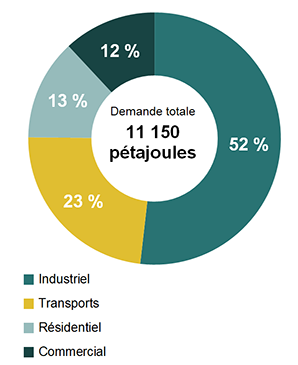 12 %
13 %
Demande totale
11 150
pétajoules
52 %
23 %
Industriel
Transports
Résidentiel
Commercial